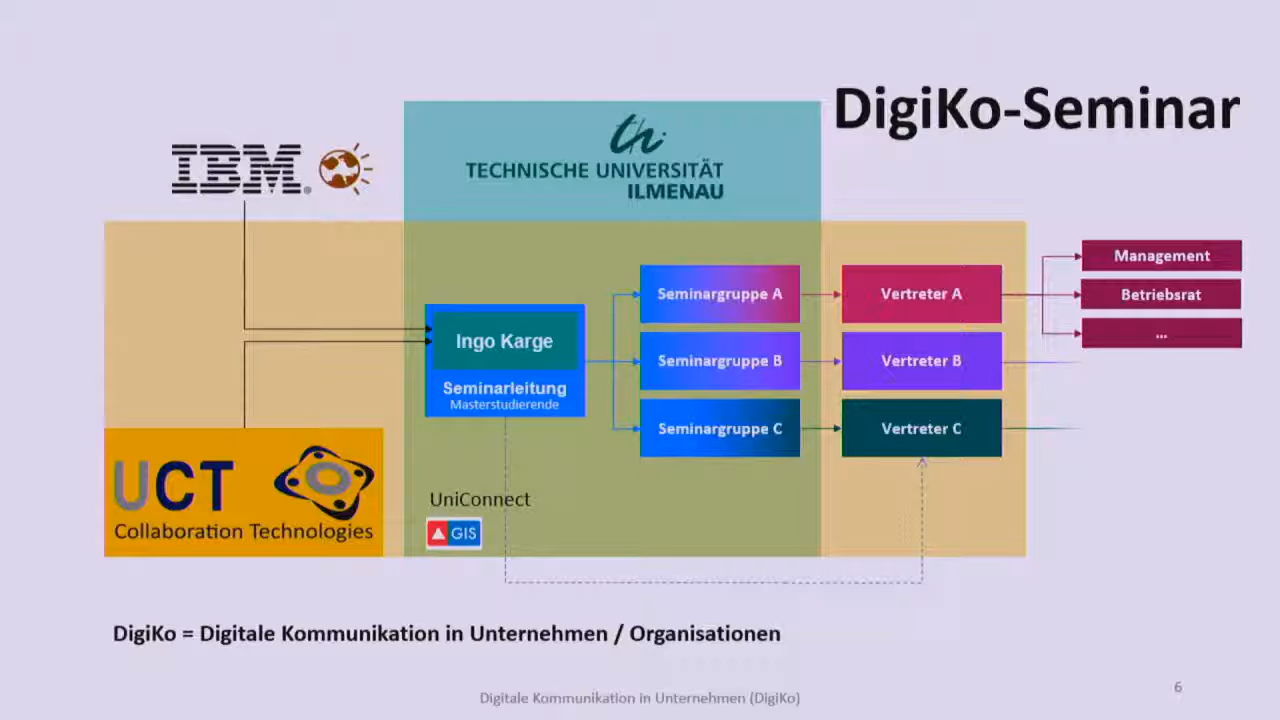 DigiKo-Seminar
IBM®
th
TECHNISCHE UNIVERSITÄT
ILMENAU
Ingo Karge
Seminarleitung
Masterstudierende
Seminargruppe A
Seminargruppe B
Seminargruppe C
Vertreter A
Vertreter B
Vertreter C
Management
Betriebsrat
...
UCT
Collaboration Technologies
UniConnect
GIS
DigiKo = Digitale Kommunikation in Unternehmen / Organisationen
Digitale Kommunikation in Unternehmen (DigiKo)
6